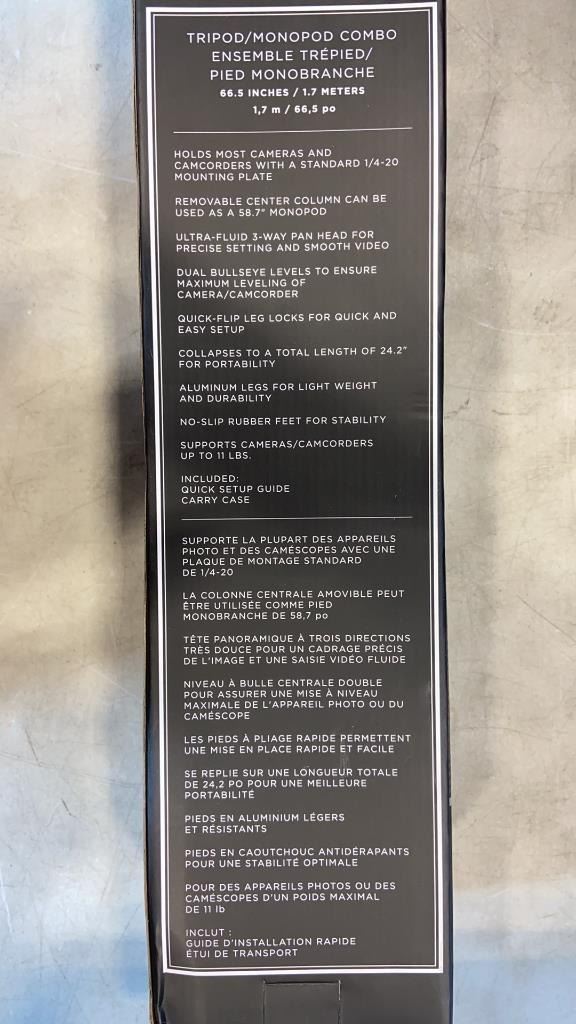 TRIPOD/MONOPOD COMBO
ENSEMBLE TRÉPIED/
PIED MONOBRANCHE
66.5 INCHES / 1.7 METERS
1,7 m / 66,5 po
HOLDS MOST CAMERAS AND
CAMCORDERS WITH A STANDARD 1/4-20
MOUNTING PLATE
REMOVABLE CENTER COLUMN CAN BE
USED AS A 58.7" MONOPOD
ULTRA-FLUID 3-WAY PAN HEAD FOR
PRECISE SETTING AND SMOOTH VIDEO
DUAL BULLSEYE LEVELS TO ENSURE
MAXIMUM LEVELING OF
CAMERA/CAMCORDER
QUICK-FLIP LEG LOCKS FOR QUICK AND
EASY SETUP
COLLAPSES TO A TOTAL LENGTH OF 24.2"
FOR PORTABILITY
ALUMINUM LEGS FOR LIGHT WEIGHT
AND DURABILITY
NO-SLIP RUBBER FEET FOR STABILITY
SUPPORTS CAMERAS/CAMCORDERS
UP TO 11 LBS.
INCLUDED:
QUICK SETUP GUIDE
CARRY CASE
SUPPORTE LA PLUPART DES APPAREILS
PHOTO ET DES CAMÉSCOPES AVEC UNE
PLAQUE DE MONTAGE STANDARD
DE 1/4-20
LA COLONNE CENTRALE AMOVIBLE PEUT
ÊTRE UTILISÉE COMME PIED
MONOBRANCHE DE 58,7 po
TÊTE PANORAMIQUE À TROIS DIRECTIONS
TRÈS DOUCE POUR UN CADRAGE PRÉCIS
DE L'IMAGE ET UNE SAISIE VIDÉO FLUIDE
NIVEAU À BULLE CENTRALE DOUBLE
POUR ASSURER UNE MISE À NIVEAU
MAXIMALE DE L'APPAREIL PHOTO OU DU
CAMÉSCOPE
LES PIEDS À PLIAGE RAPIDE PERMETTENT
UNE MISE EN PLACE RAPIDE ET FACILE
SE REPLIE SUR UNE LONGUEUR TOTALE
DE 24,2 PO POUR UNE MEILLEURE
PORTABILITÉ
PIEDS EN ALUMINIUM LÉGERS
ET RÉSISTANTS
PIEDS EN CAOUTCHOUC ANTIDÉRAPANTS
POUR UNE STABILITÉ OPTIMALE
POUR DES APPAREILS PHOTOS OU DES
CAMÉSCOPES D'UN POIDS MAXIMAL
DE 11 lb
INCLUT :
GUIDE D'INSTALLATION RAPIDE
ÉTUI DE TRANSPORT